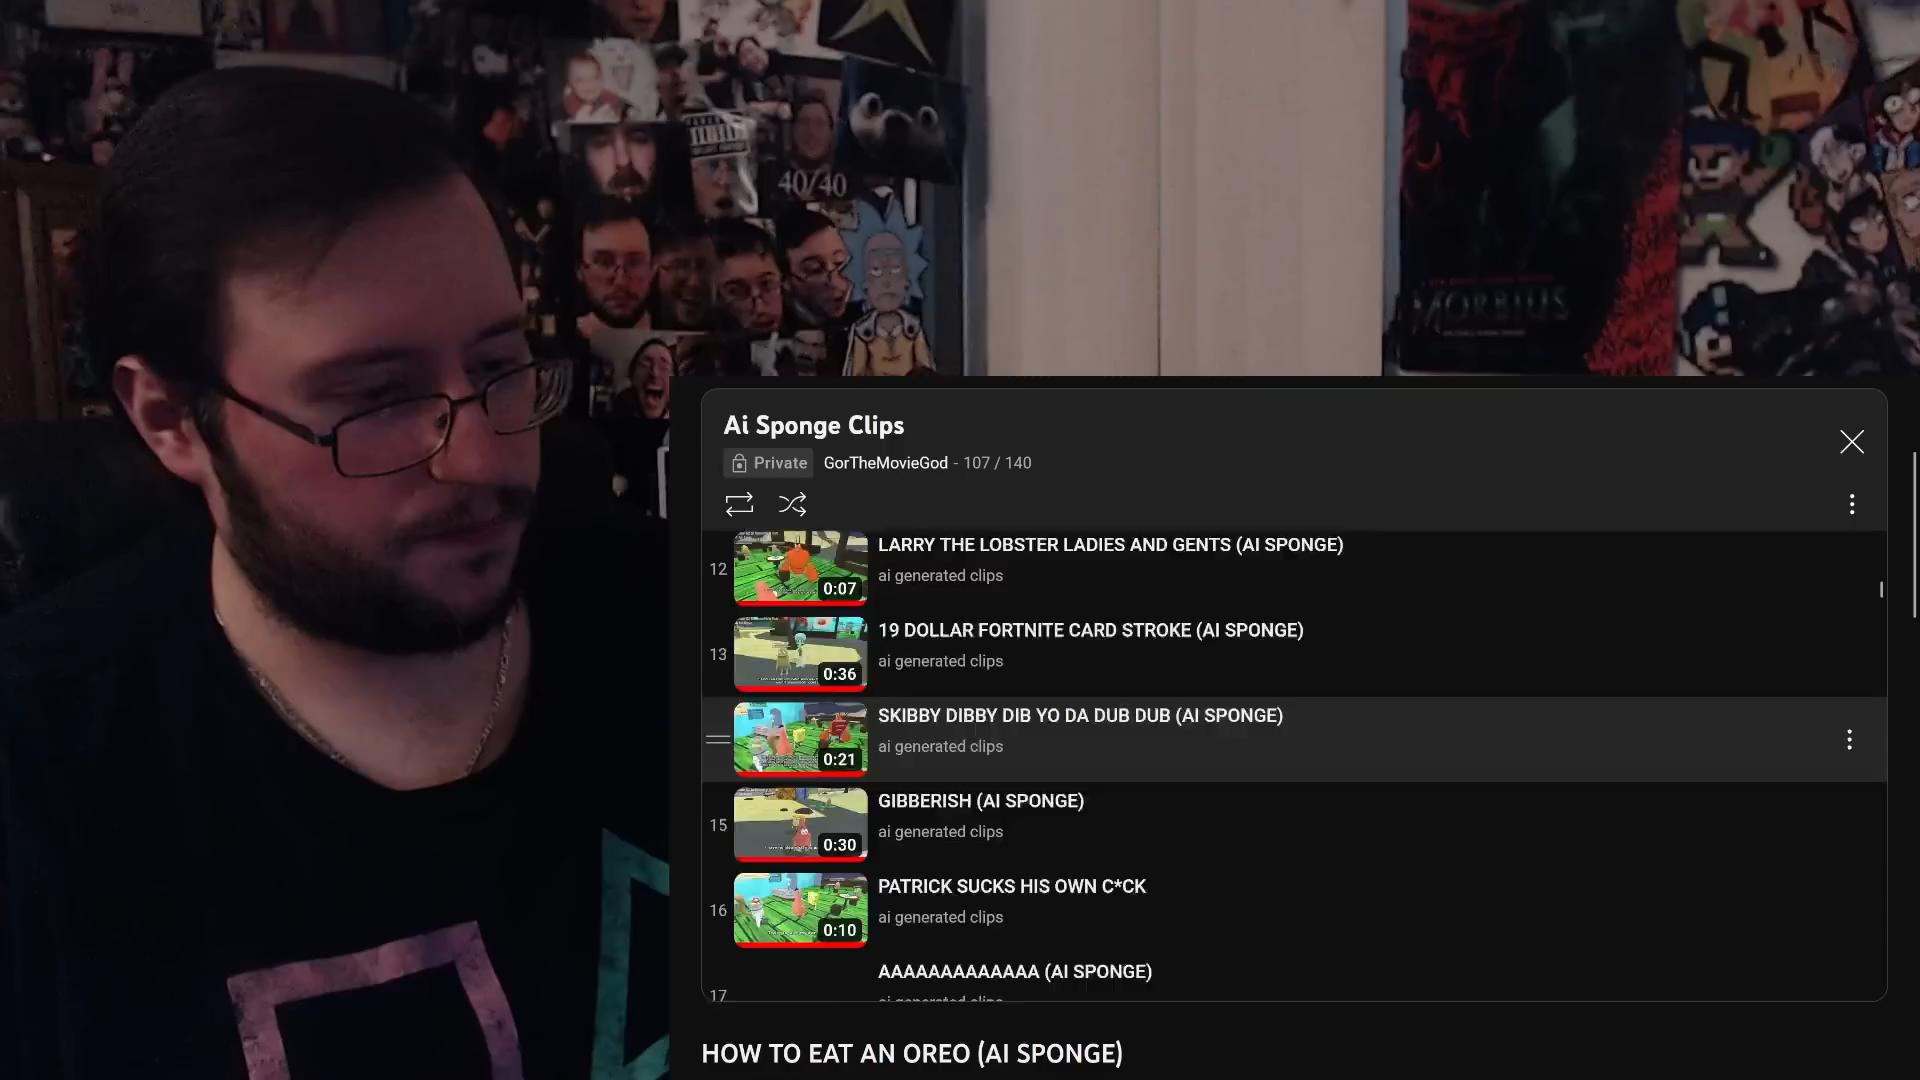 40/40
MORBIUS
Ai Sponge Clips
Private GorTheMovieGod - 107 / 140
12 0:07 LARRY THE LOBSTER LADIES AND GENTS (AI SPONGE)
ai generated clips
13 0:36 19 DOLLAR FORTNITE CARD STROKE (AI SPONGE)
ai generated clips
0:21 SKIBBY DIBBY DIB YO DA DUB DUB (AI SPONGE)
ai generated clips
15 0:30 GIBBERISH (AI SPONGE)
ai generated clips
16 0:10 PATRICK SUCKS HIS OWN C*CK
ai generated clips
17 AAAAAAAAAAAAA (AI SPONGE)
ai generated clips
HOW TO EAT AN OREO (AI SPONGE)